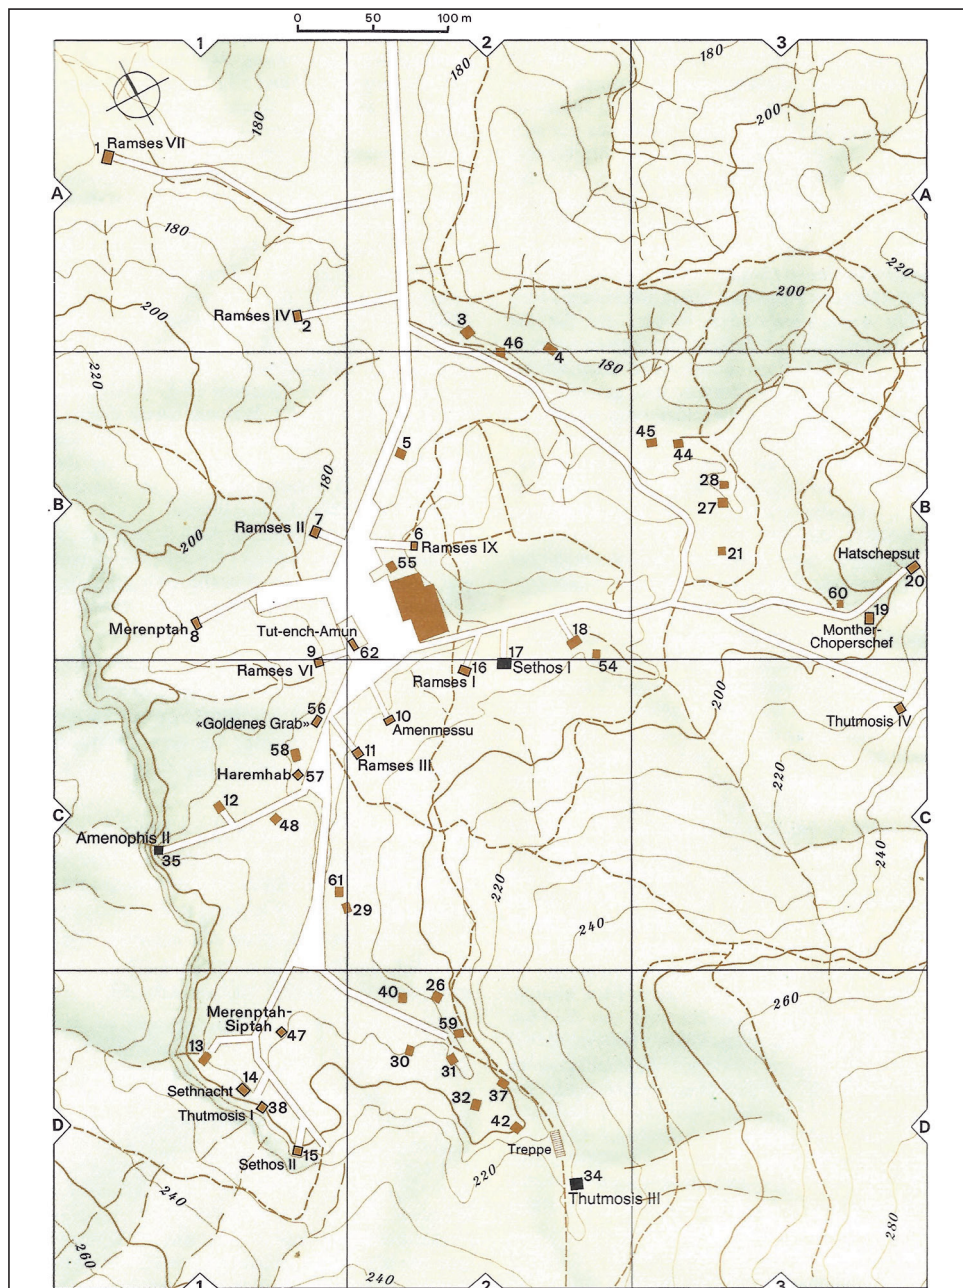 0 50 100 m
1 2 3
180
180
200
180
Ramses VII
1
A A
180
220
200
200
Ramses IV
2
3
46
4
180
220
45
44
5
28
27
180
B B
Ramses II
7
6
Ramses IX
200
21
Hatschepsut
20
55
60
19
Merenptah
8
Tut-ench-Amun
62
18
Monther-
Choperschef
9
Ramses VI
17
Sethos I
54
16
Ramses I
200
56
«Goldenes Grab»
10
Amenmessu
Thutmosis IV
58
11
Ramses III
Haremhab
57
220
12
C C
48
Amenophis II
35
240
61
29
220
240
40
26
260
Merenptah-
Siptah
47
59
13
30
31
14
Sethnacht
38
Thutmosis I
32
37
42
D D
Treppe
Sethos II
15
220
34
Thutmosis III
240
280
260
240
1 2 3